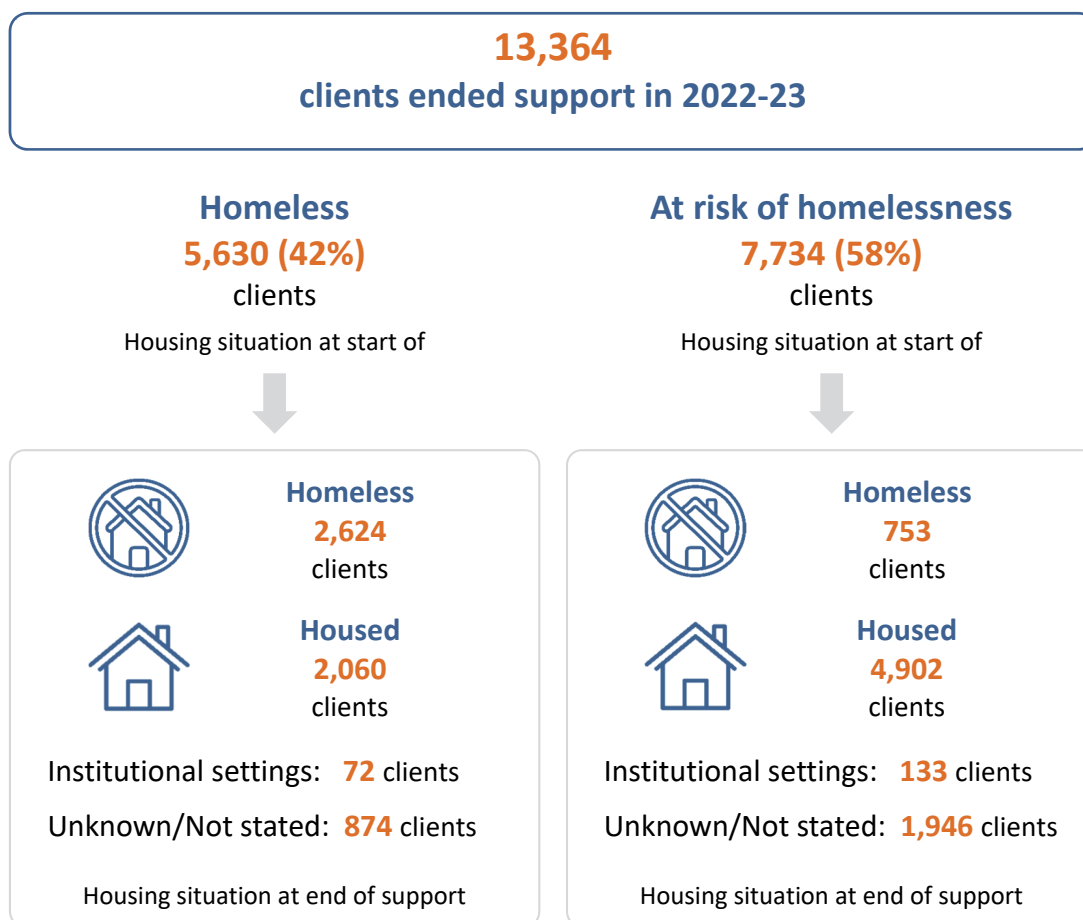 13,364
clients ended support in 2022-23
Homeless
5,630 (42%)
clients
Housing situation at start of
At risk of homelessness
7,734 (58%)
clients
Housing situation at start of
Homeless
2,624
clients
Housed
2,060
clients
Institutional settings: 72 clients
Unknown/Not stated: 874 clients
Housing situation at end of support
Homeless
753
clients
Housed
4,902
clients
Institutional settings: 133 clients
Unknown/Not stated: 1,946 clients
Housing situation at end of support